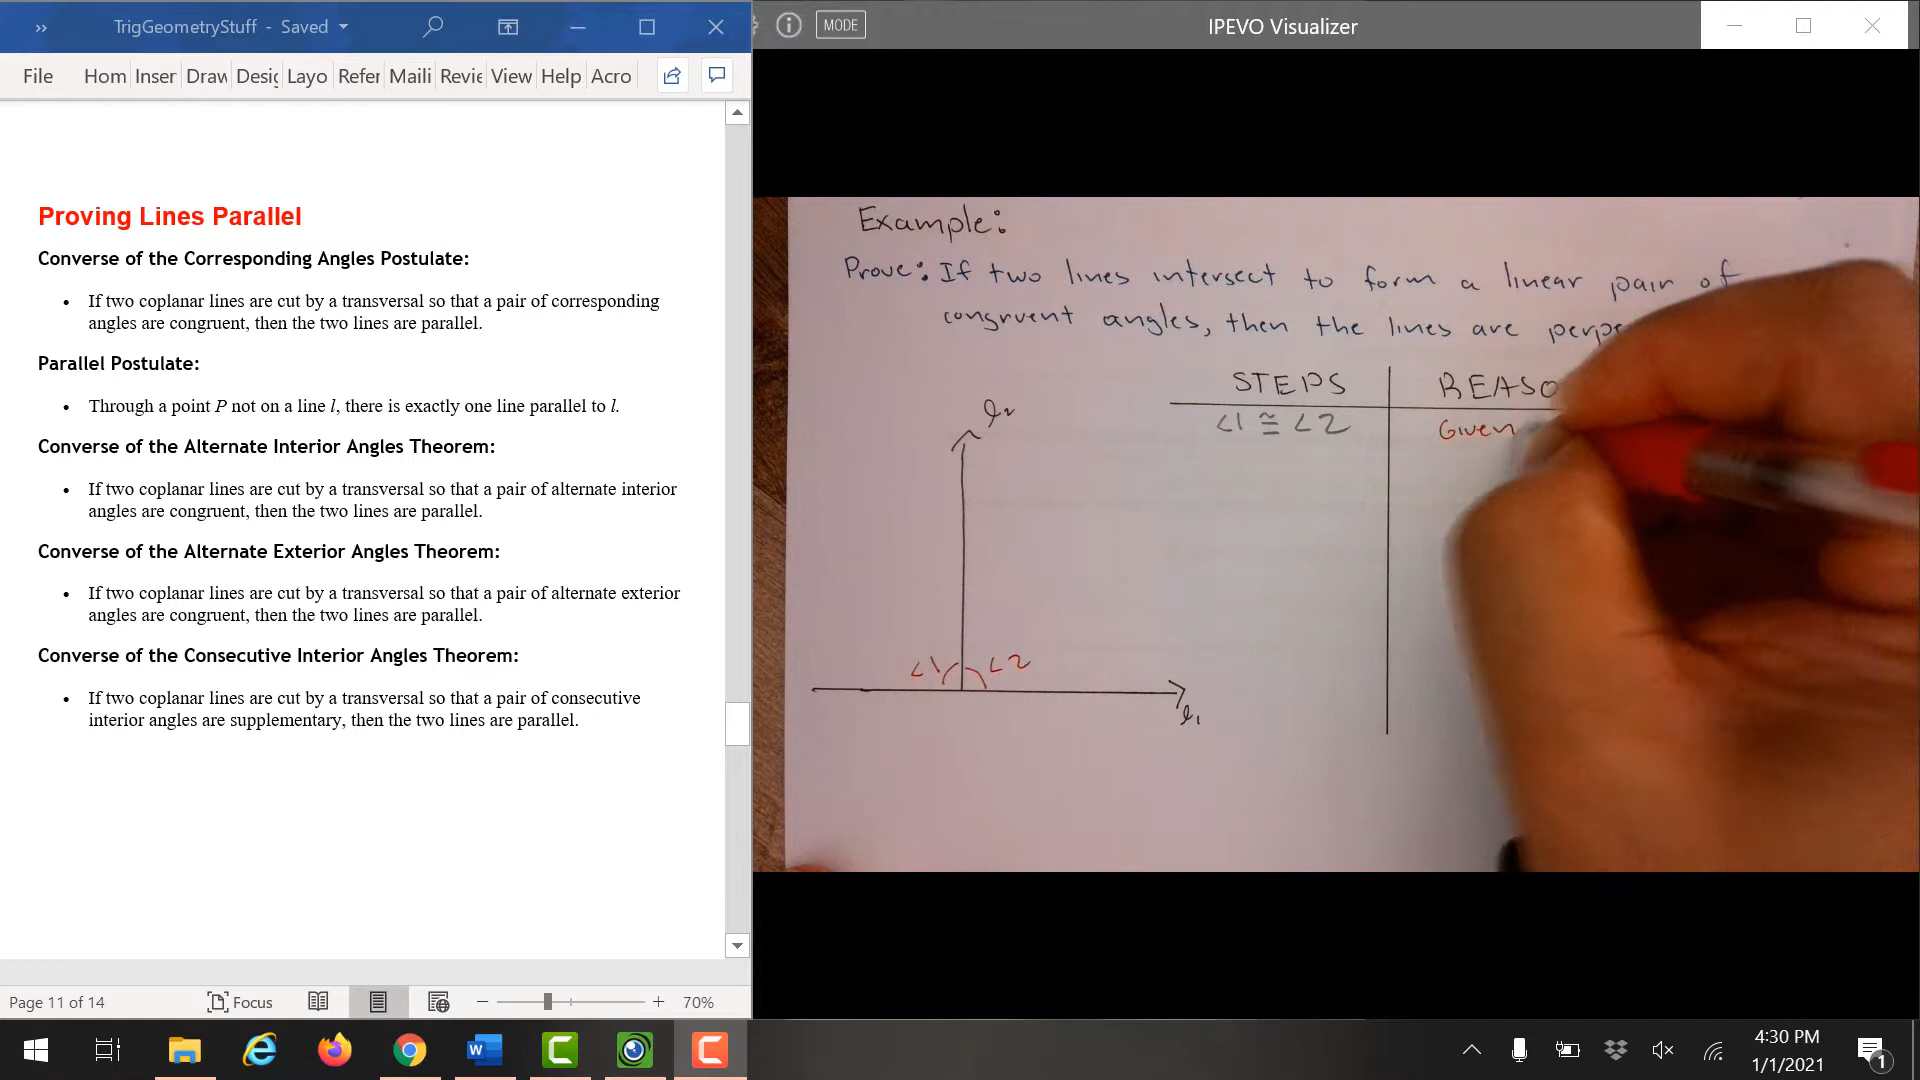 TrigGeometryStuff - Saved
MODE
IPEVO Visualizer
File Hom Inser Draw Desig Layo Refer Maili Revie View Help Acro
Proving Lines Parallel
Converse of the Corresponding Angles Postulate:
• If two coplanar lines are cut by a transversal so that a pair of corresponding
angles are congruent, then the two lines are parallel.
Parallel Postulate:
• Through a point P not on a line l, there is exactly one line parallel to l.
Converse of the Alternate Interior Angles Theorem:
• If two coplanar lines are cut by a transversal so that a pair of alternate interior
angles are congruent, then the two lines are parallel.
Converse of the Alternate Exterior Angles Theorem:
• If two coplanar lines are cut by a transversal so that a pair of alternate exterior
angles are congruent, then the two lines are parallel.
Converse of the Consecutive Interior Angles Theorem:
• If two coplanar lines are cut by a transversal so that a pair of consecutive
interior angles are supplementary, then the two lines are parallel.
Example:
Prove: If two lines intersect to form a linear pair of
congruent angles, then the lines are perpe
STEPS REASO
∠1 ≅ ∠2 Given
l₂
∠1 ∠2
l₁
Page 11 of 14 Focus 70%
4:30 PM
1/1/2021
1